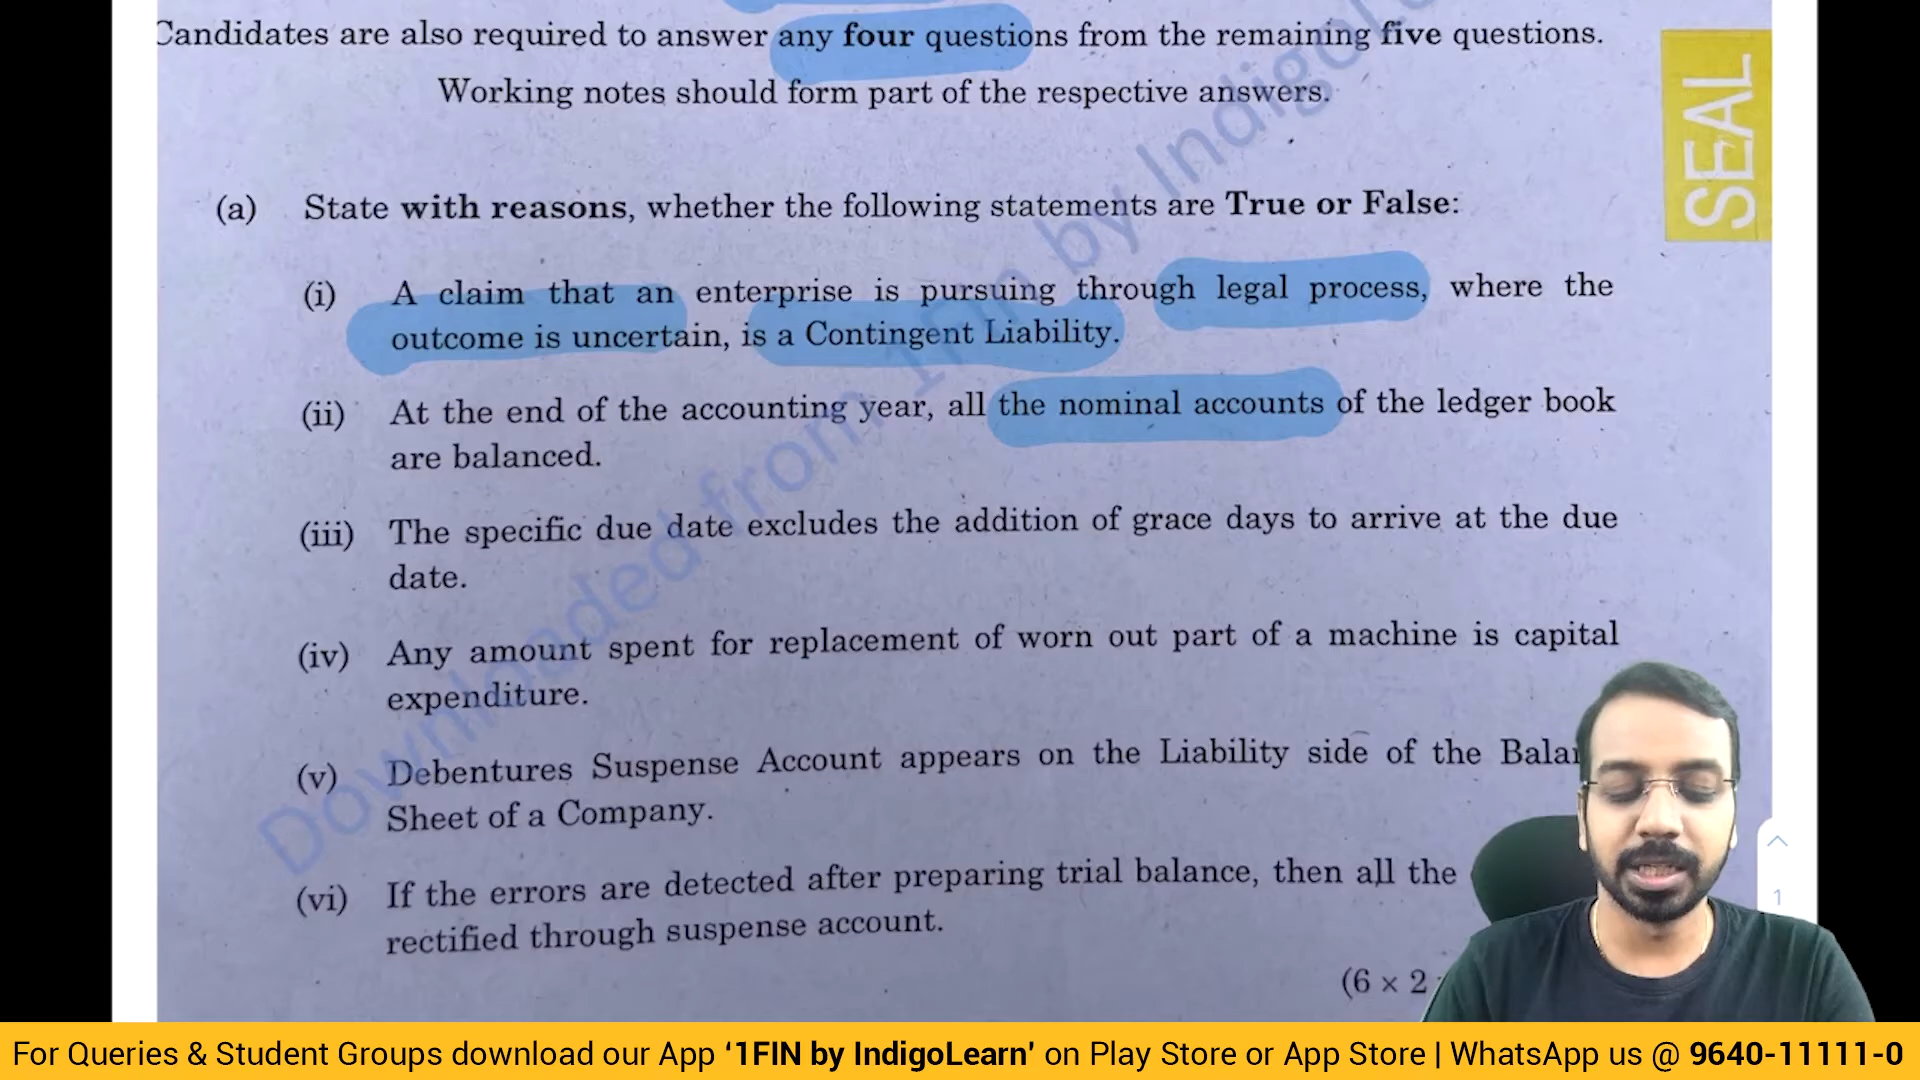 Candidates are also required to answer any four questions from the remaining five questions.
Working notes should form part of the respective answers.
SEAL
(a) State with reasons, whether the following statements are True or False:
(i) A claim that an enterprise is pursuing through legal process, where the
outcome is uncertain, is a Contingent Liability.
(ii) At the end of the accounting year, all the nominal accounts of the ledger book
are balanced.
(iii) The specific due date excludes the addition of grace days to arrive at the due
date.
(iv) Any amount spent for replacement of worn out part of a machine is capital
expenditure.
(v) Debentures Suspense Account appears on the Liability side of the
Sheet of a Company.
(vi) If the errors are detected after preparing trial balance, then all the
rectified through suspense account.
(6 × 2
Downloaded from 1fin by Indigo
1
For Queries & Student Groups download our App ‘1FIN by IndigoLearn' on Play Store or App Store | WhatsApp us @ 9640-11111-0